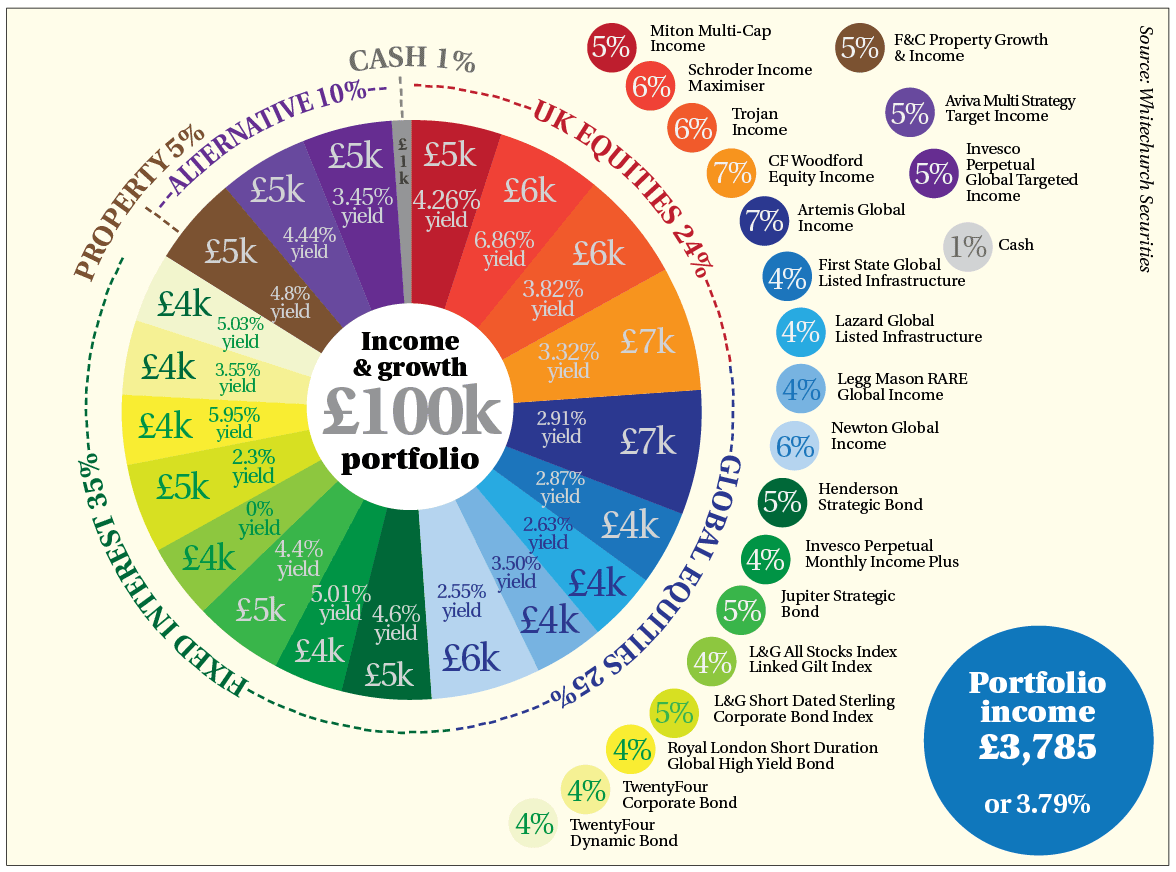 CASH 1%
ALTERNATIVE 10%
PROPERTY 5%
UK EQUITIES 24%
GLOBAL EQUITIES 25%
FIXED INTEREST 35%
£1k
£5k
4.26%
yield
£6k
6.86%
yield
£6k
3.82%
yield
£7k
3.32%
yield
£7k
2.91%
yield
£4k
2.87%
yield
£4k
2.63%
yield
£4k
3.50%
yield
£6k
2.55%
yield
£5k
4.6%
yield
£4k
5.01%
yield
£5k
4.4%
yield
£4k
0%
yield
£5k
2.3%
yield
£4k
5.95%
yield
£4k
3.55%
yield
£4k
5.03%
yield
£5k
4.8%
yield
£5k
4.44%
yield
£5k
3.45%
yield
Income
& growth
£100k
portfolio
5% Miton Multi-Cap
Income
6% Schroder Income
Maximiser
6% Trojan
Income
7% CF Woodford
Equity Income
7% Artemis Global
Income
4% First State Global
Listed Infrastructure
4% Lazard Global
Listed Infrastructure
4% Legg Mason RARE
Global Income
6% Newton Global
Income
5% Henderson
Strategic Bond
4% Invesco Perpetual
Monthly Income Plus
5% Jupiter Strategic
Bond
4% L&G All Stocks Index
Linked Gilt Index
5% L&G Short Dated Sterling
Corporate Bond Index
4% Royal London Short Duration
Global High Yield Bond
4% TwentyFour
Corporate Bond
4% TwentyFour
Dynamic Bond
5% F&C Property Growth
& Income
5% Aviva Multi Strategy
Target Income
5% Invesco
Perpetual
Global Targeted
Income
1% Cash
Source: Whitechurch Securities
Portfolio
income
£3,785
or 3.79%